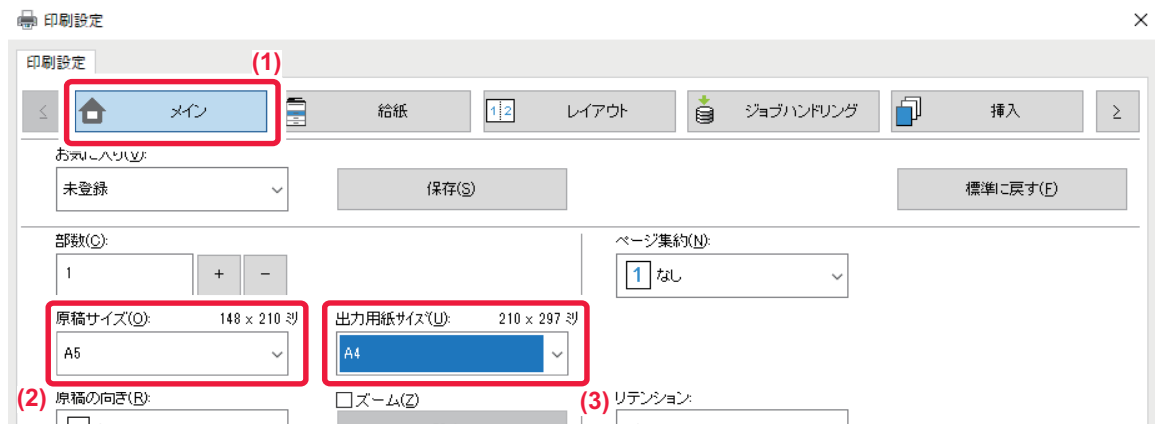 印刷設定
印刷設定
(1)
メイン
給紙
1 2
レイアウト
ジョブハンドリング
挿入
お気に入り(V):
未登録
保存(S)
標準に戻す(F)
部数(C):
ページ集約(N):
1
+
−
1 なし
原稿サイズ(O): 148 x 210 ミリ
出力用紙サイズ(U): 210 x 297 ミリ
A5
A4
(2)
原稿の向き(R):
ズーム(Z)
(3)
リテンション: